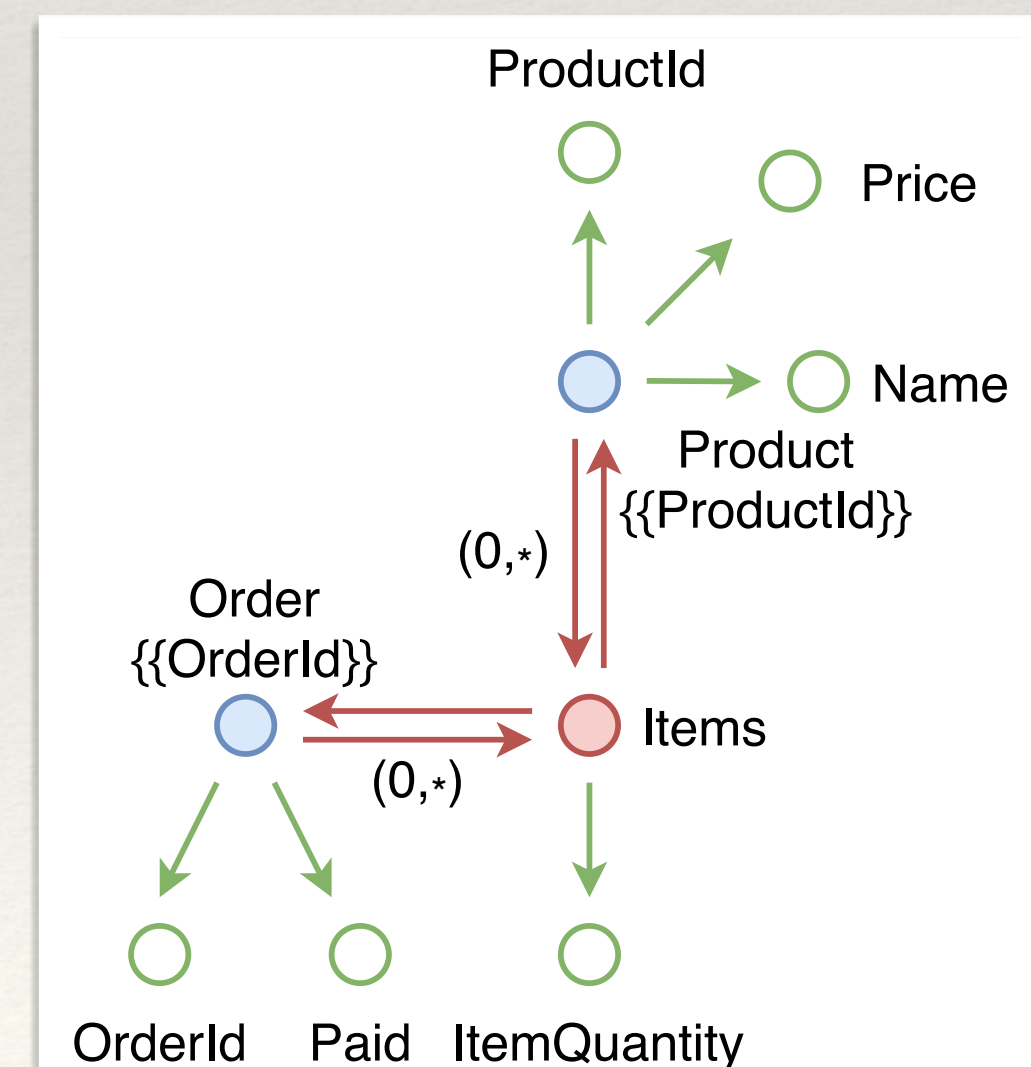 ProductId
Price
Name
Product
{{ProductId}}
(0,*)
Order
{{OrderId}}
Items
(0,*)
OrderId
Paid
ItemQuantity